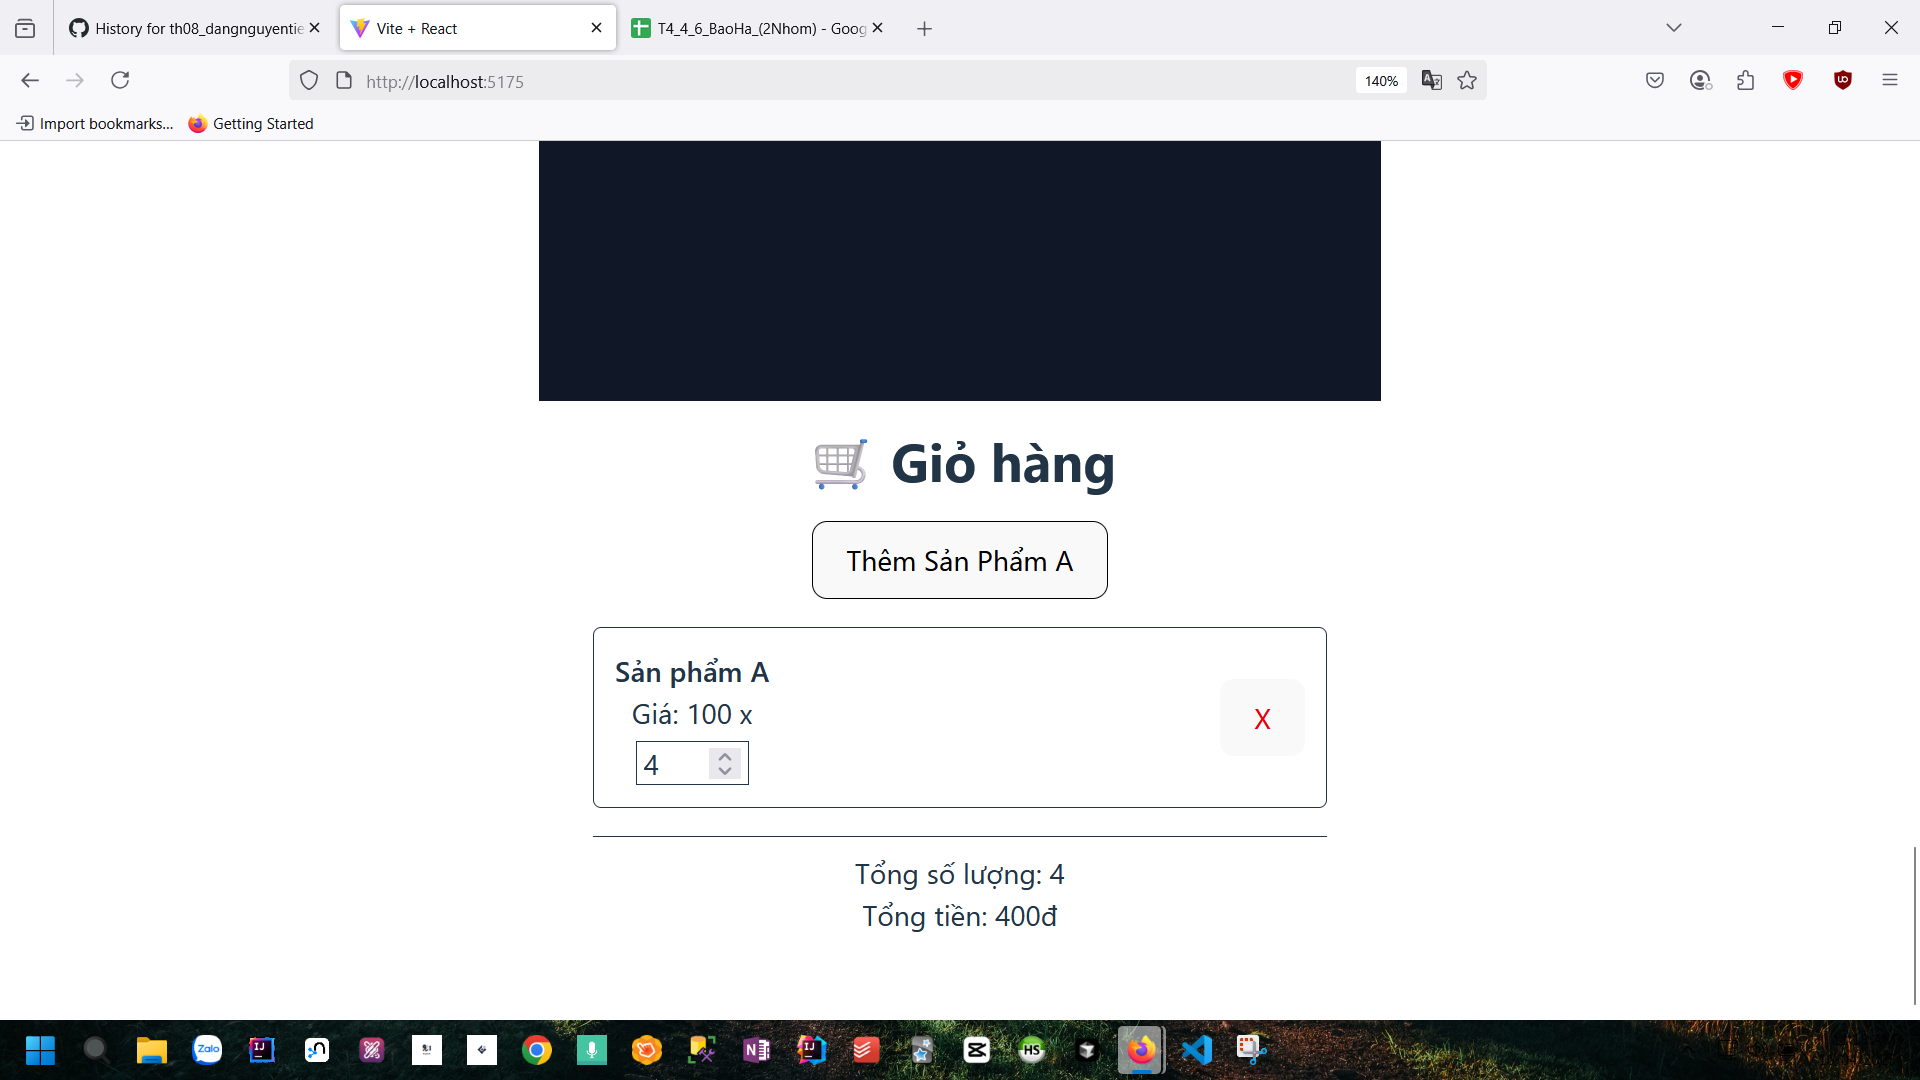 History for th08_dangnguyentie
Vite + React
T4_4_6_BaoHa_(2Nhom) - Goog
http://localhost:5175
140%
Import bookmarks...
Getting Started
Giỏ hàng
Thêm Sản Phẩm A
Sản phẩm A
Giá: 100 x
X
4
Tổng số lượng: 4
Tổng tiền: 400đ
Zalo
IJ
N
IJ
HS